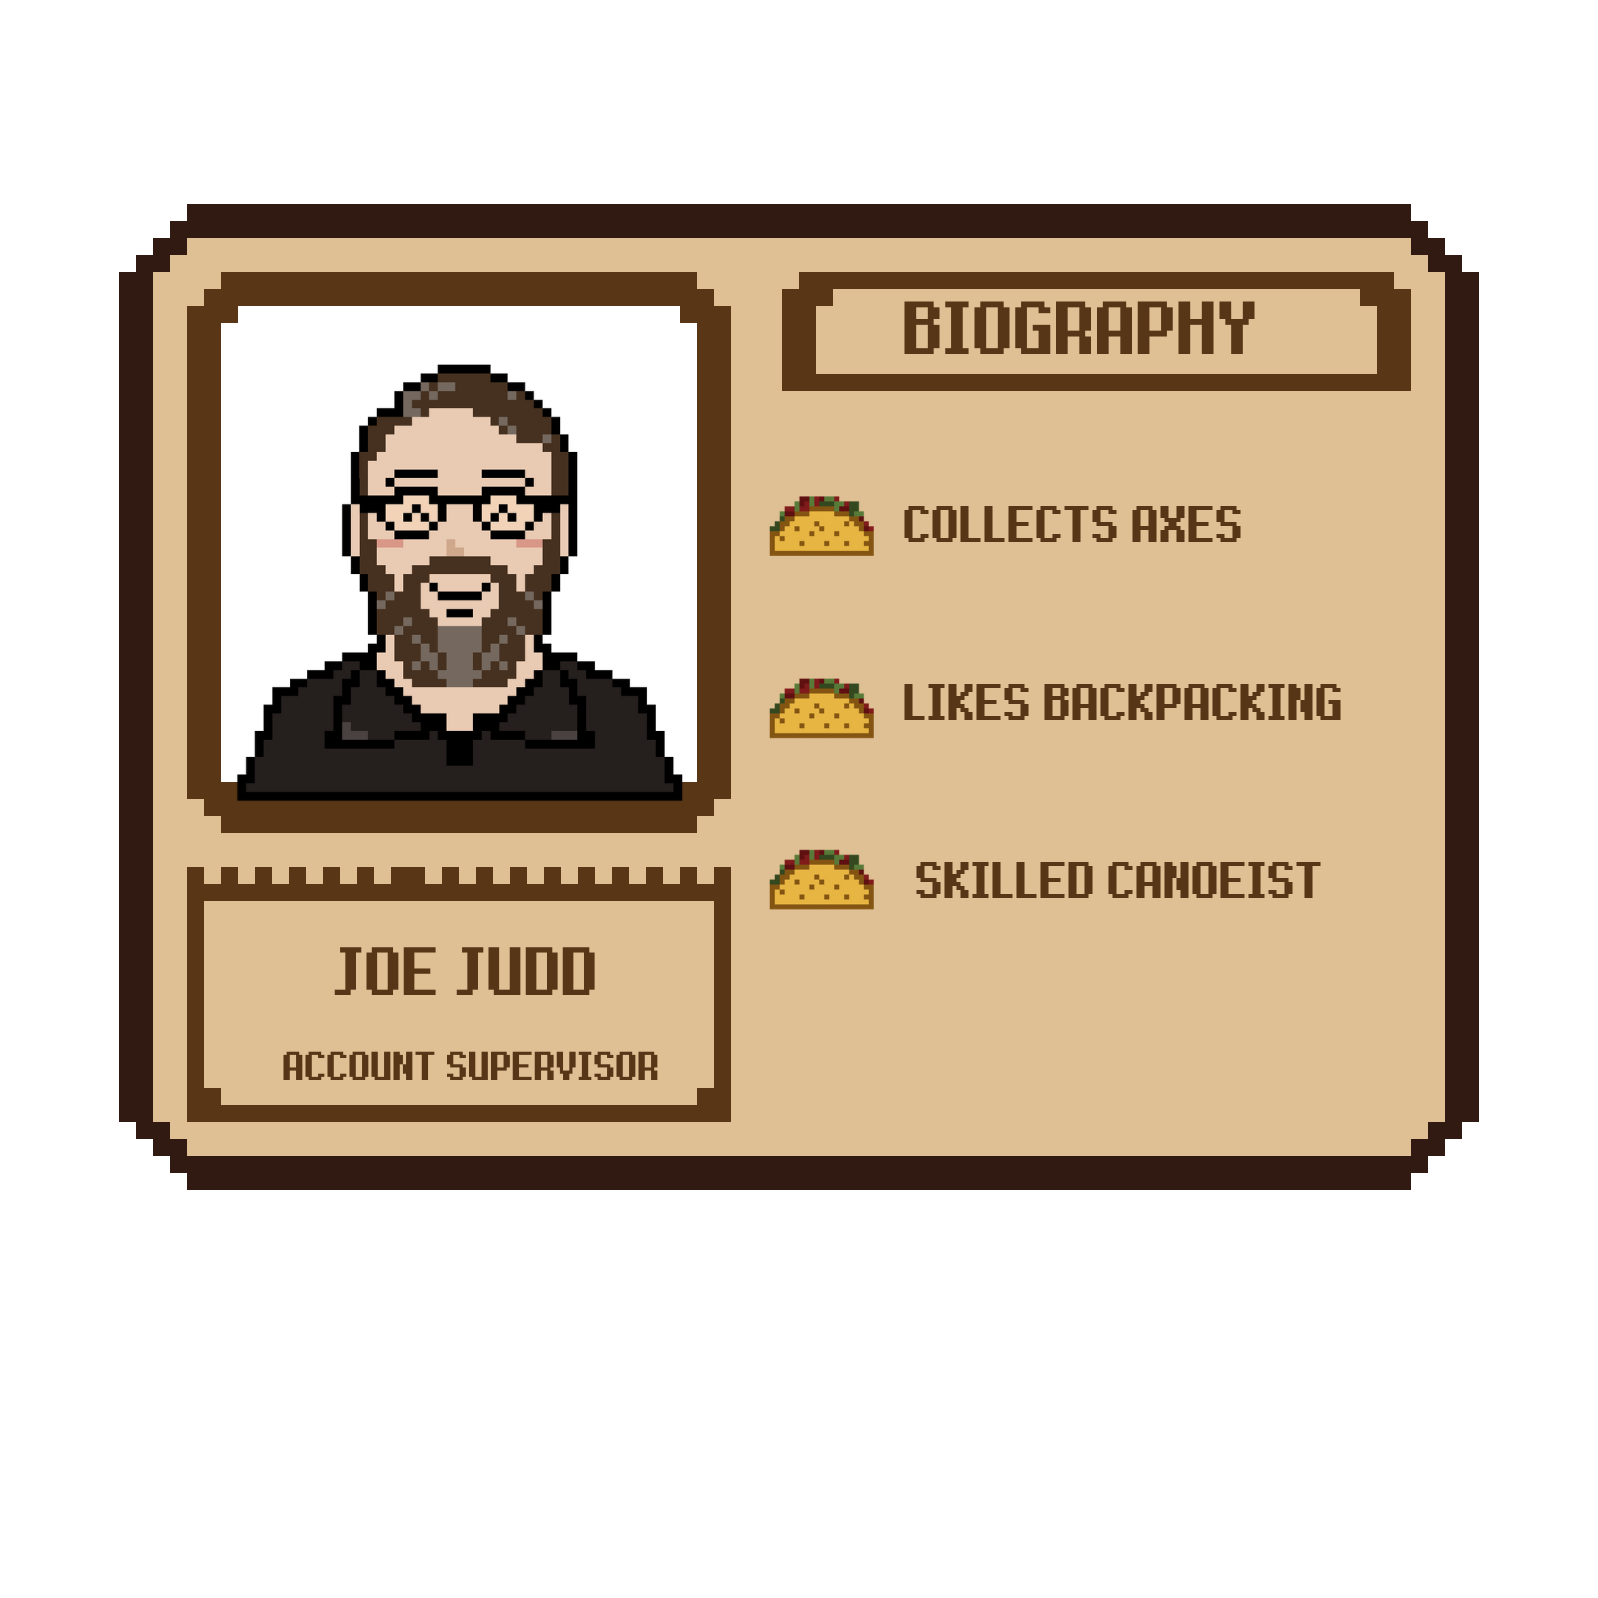 BIOGRAPHY
COLLECTS AXES
LIKES BACKPACKING
SKILLED CANOEIST
JOE JUDD
ACCOUNT SUPERVISOR